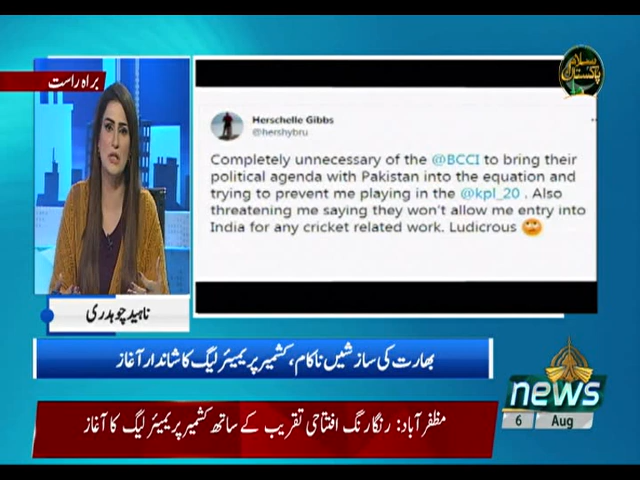 براہ راست
سلام
پاکستان
Herschelle Gibbs
@hershybru
Completely unnecessary of the @BCCI to bring their
political agenda with Pakistan into the equation and
trying to prevent me playing in the @kpl_20 . Also
threatening me saying they won't allow me entry into
India for any cricket related work. Ludicrous 🙄
ناہید چوہدری
بھارت کی سازشیں ناکام، کشمیر پریمیئر لیگ کا شاندار آغاز
news
6 Aug
مظفرآباد: رنگارنگ افتتاحی تقریب کے ساتھ کشمیر پریمیئر لیگ کا آغاز